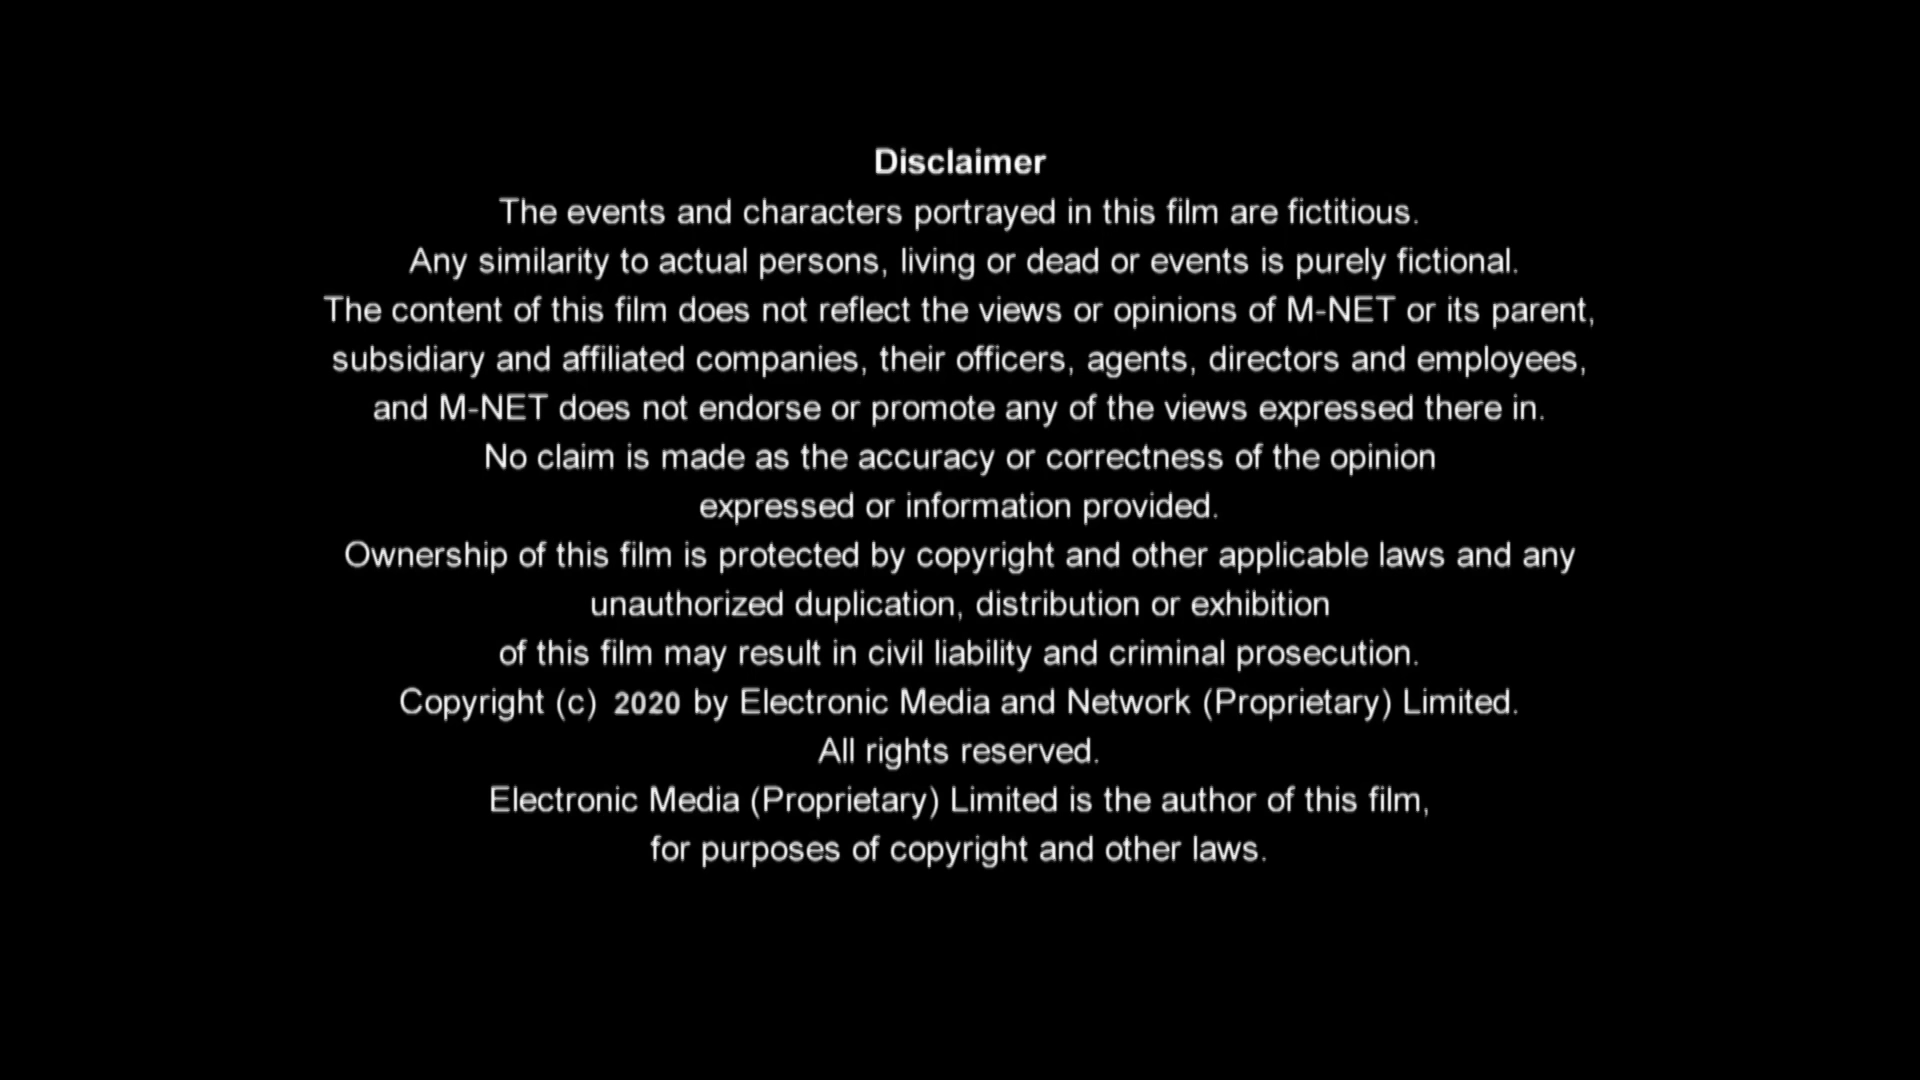 Disclaimer
The events and characters portrayed in this film are fictitious.
Any similarity to actual persons, living or dead or events is purely fictional.
The content of this film does not reflect the views or opinions of M-NET or its parent,
subsidiary and affiliated companies, their officers, agents, directors and employees,
and M-NET does not endorse or promote any of the views expressed there in.
No claim is made as the accuracy or correctness of the opinion
expressed or information provided.
Ownership of this film is protected by copyright and other applicable laws and any
unauthorized duplication, distribution or exhibition
of this film may result in civil liability and criminal prosecution.
Copyright (c) 2020 by Electronic Media and Network (Proprietary) Limited.
All rights reserved.
Electronic Media (Proprietary) Limited is the author of this film,
for purposes of copyright and other laws.